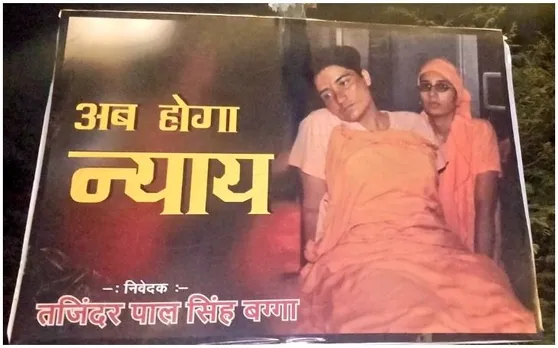 अब होगा
न्याय
–: निवेदक :–
तजिंदर पाल सिंह बग्गा